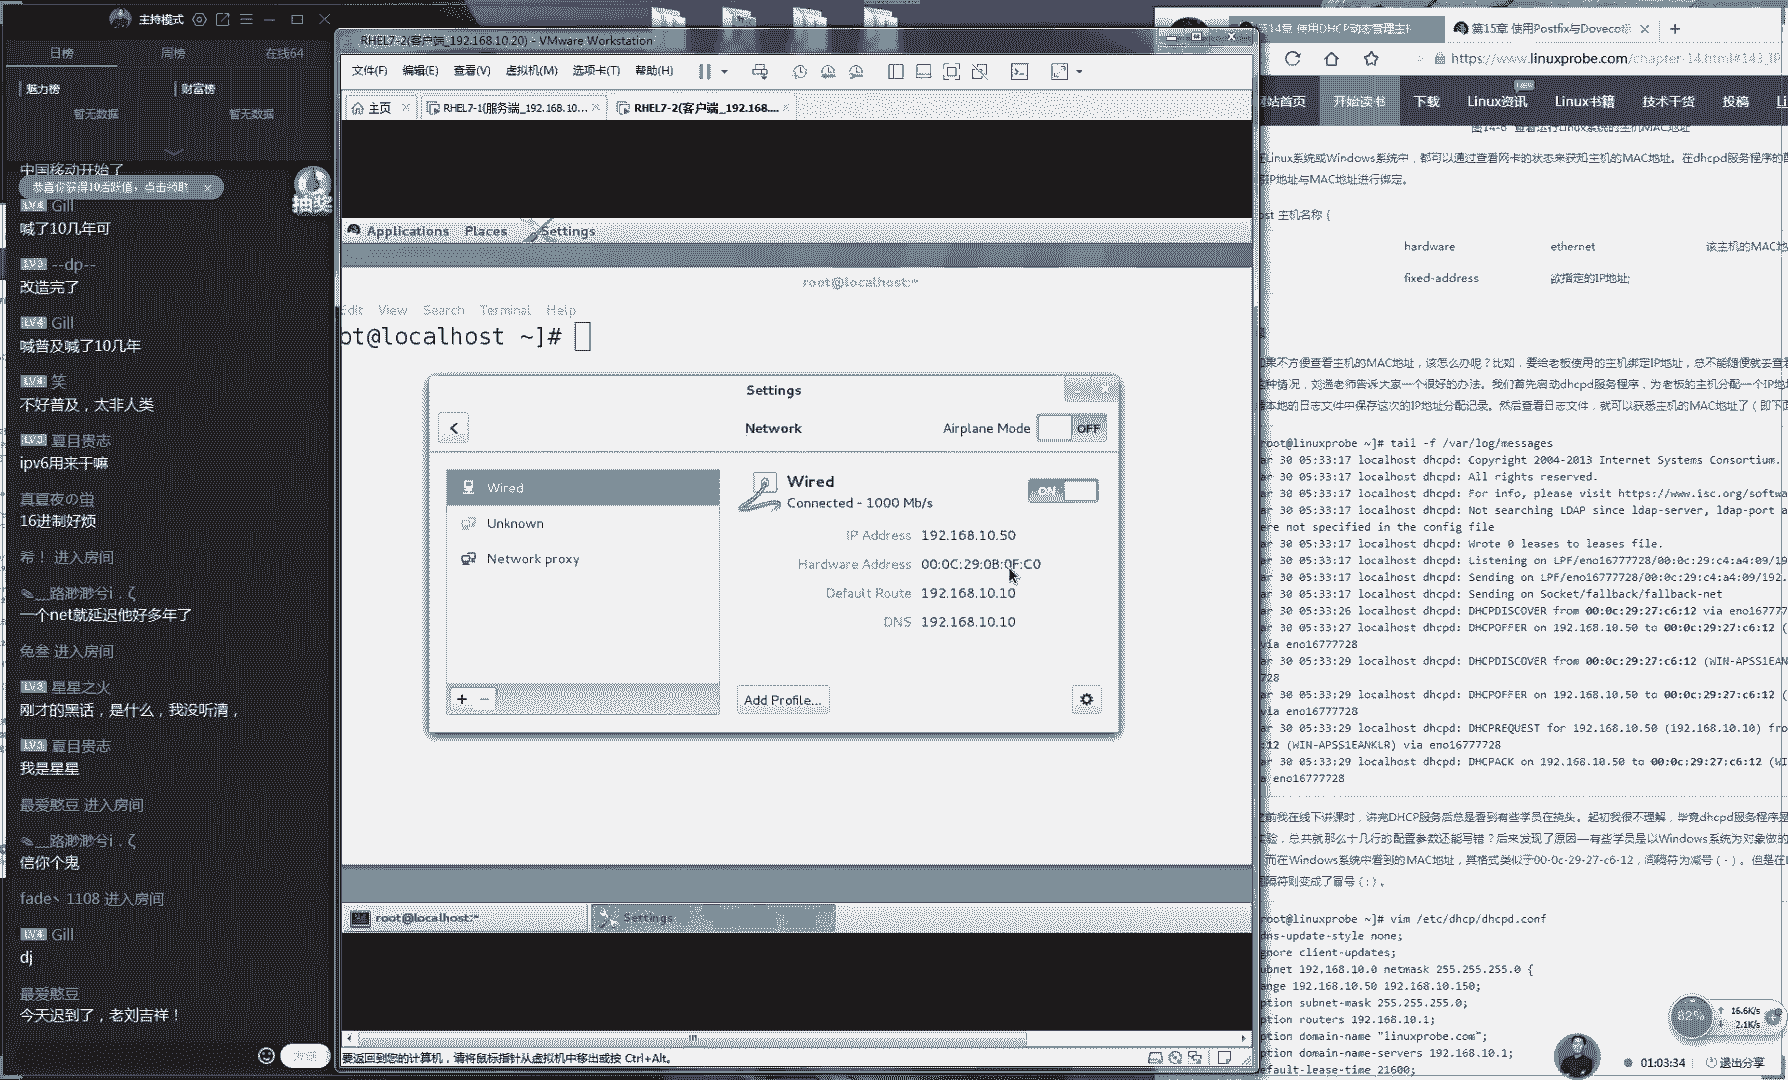 主持模式
日榜
周榜
在线64
魅力榜
财富榜
暂无数据
暂无数据
中国移动开始了
恭喜你获得10活跃值，点击领取
抽奖
LV4 Gill
喊了10几年可
LV3 --dp--
改造完了
LV4 Gill
喊普及喊了10几年
LV4 笑
不好普及，太非人类
LV3 夏目贵志
ipv6用来干嘛
真夏夜の蛍
16进制好烦
希！ 进入房间
路渺渺兮i．ζ
一个net就延迟他好多年了
兔叁 进入房间
LV3 星星之火
刚才的黑话，是什么，我没听清，
LV3 夏目贵志
我是星星
最爱憨豆 进入房间
路渺渺兮i．ζ
信你个鬼
fade丶 1108 进入房间
LV4 Gill
dj
最爱憨豆
今天迟到了，老刘吉祥！
发送
RHEL7-2(客户端_192.168.10.20) - VMware Workstation
文件(F) 编辑(E) 查看(V) 虚拟机(M) 选项卡(T) 帮助(H)
主页
RHEL7-1(服务端_192.168.10...
RHEL7-2(客户端_192.168....
Applications Places Settings
root@localhost:~
Edit View Search Terminal Help
ot@localhost ~]#
Settings
Network
Airplane Mode OFF
Wired
Unknown
Network proxy
Wired
Connected - 1000 Mb/s
ON
IP Address 192.168.10.50
Hardware Address 00:0C:29:0B:0F:C0
Default Route 192.168.10.10
DNS 192.168.10.10
+ −
Add Profile...
root@localhost:~
Settings
要返回到您的计算机，请将鼠标指针从虚拟机中移出或按 Ctrl+Alt。
第14章 使用DHCP动态管理主机
第15章 使用Postfix与Dovecot
https://www.linuxprobe.com/chapter-14.html#143_IP
网站首页 开始读书 下载 Linux资讯 Linux书籍 技术干货 投稿 Li
图14-6 查看运行Linux系统的主机MAC地址
在Linux系统或Windows系统中，都可以通过查看网卡的状态来获知主机的MAC地址。在dhcpd服务程序的
IP地址与MAC地址进行绑定。
ost 主机名称 {
hardware ethernet 该主机的MAC地
fixed-address 欲指定的IP地址;
果不方便查看主机的MAC地址，该怎么办呢？比如，要给老板使用的主机绑定IP地址，总不能随便就去查看
种情况，刘遄老师告诉大家一个很好的办法。我们首先启动dhcpd服务程序，为老板的主机分配一个IP地
本地的日志文件中保存这次的IP地址分配记录。然后查看日志文件，就可以获悉主机的MAC地址了（即下面
root@linuxprobe ~]# tail -f /var/log/messages
ar 30 05:33:17 localhost dhcpd: Copyright 2004-2013 Internet Systems Consortium.
ar 30 05:33:17 localhost dhcpd: All rights reserved.
ar 30 05:33:17 localhost dhcpd: For info, please visit https://www.isc.org/softwa
ar 30 05:33:17 localhost dhcpd: Not searching LDAP since ldap-server, ldap-port a
ere not specified in the config file
ar 30 05:33:17 localhost dhcpd: Wrote 0 leases to leases file.
ar 30 05:33:17 localhost dhcpd: Listening on LPF/eno16777728/00:0c:29:c4:a4:09/19
ar 30 05:33:17 localhost dhcpd: Sending on LPF/eno16777728/00:0c:29:c4:a4:09/192.
ar 30 05:33:17 localhost dhcpd: Sending on Socket/fallback/fallback-net
ar 30 05:33:26 localhost dhcpd: DHCPDISCOVER from 00:0c:29:27:c6:12 via eno16777
ar 30 05:33:27 localhost dhcpd: DHCPOFFER on 192.168.10.50 to 00:0c:29:27:c6:12 (
via eno16777728
ar 30 05:33:29 localhost dhcpd: DHCPDISCOVER from 00:0c:29:27:c6:12 (WIN-APSS1EAN
728
ar 30 05:33:29 localhost dhcpd: DHCPOFFER on 192.168.10.50 to 00:0c:29:27:c6:12 (
via eno16777728
ar 30 05:33:29 localhost dhcpd: DHCPREQUEST for 192.168.10.50 (192.168.10.10) fro
:12 (WIN-APSS1EANKLR) via eno16777728
ar 30 05:33:29 localhost dhcpd: DHCPACK on 192.168.10.50 to 00:0c:29:27:c6:12 (WI
a eno16777728
前我在线下讲课时，讲完DHCP服务后总是看到有些学员在挠头。起初我很不理解，毕竟dhcpd服务程序是
验，总共就那么十几行的配置参数还能写错？后来发现了原因—有些学员是以Windows系统为对象做的
，而在Windows系统中看到的MAC地址，其格式类似于00-0c-29-27-c6-12，间隔符为减号（-）。但是在
隔符则变成了冒号（:）。
root@linuxprobe ~]# vim /etc/dhcp/dhcpd.conf
dns-update-style none;
gnore client-updates;
ubnet 192.168.10.0 netmask 255.255.255.0 {
ange 192.168.10.50 192.168.10.150;
ption subnet-mask 255.255.255.0;
ption routers 192.168.10.1;
ption domain-name "linuxprobe.com";
ption domain-name-servers 192.168.10.1;
efault-lease-time 21600;
82%
16.6K/s
2.1K/s
01:03:34
退出分享